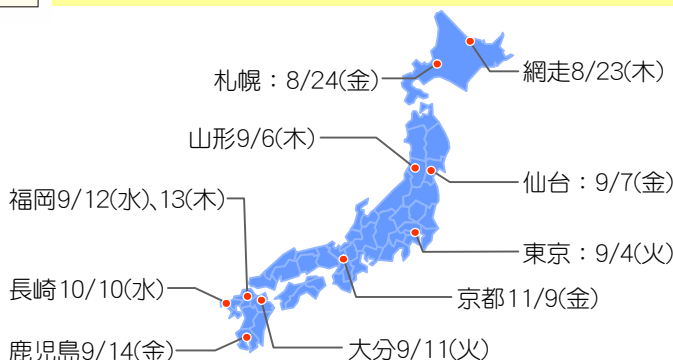 札幌：8/24(金)
網走8/23(木)
山形9/6(木)
仙台：9/7(金)
福岡9/12(水)、13(木)
東京：9/4(火)
長崎10/10(水)
京都11/9(金)
鹿児島9/14(金)
大分9/11(火)